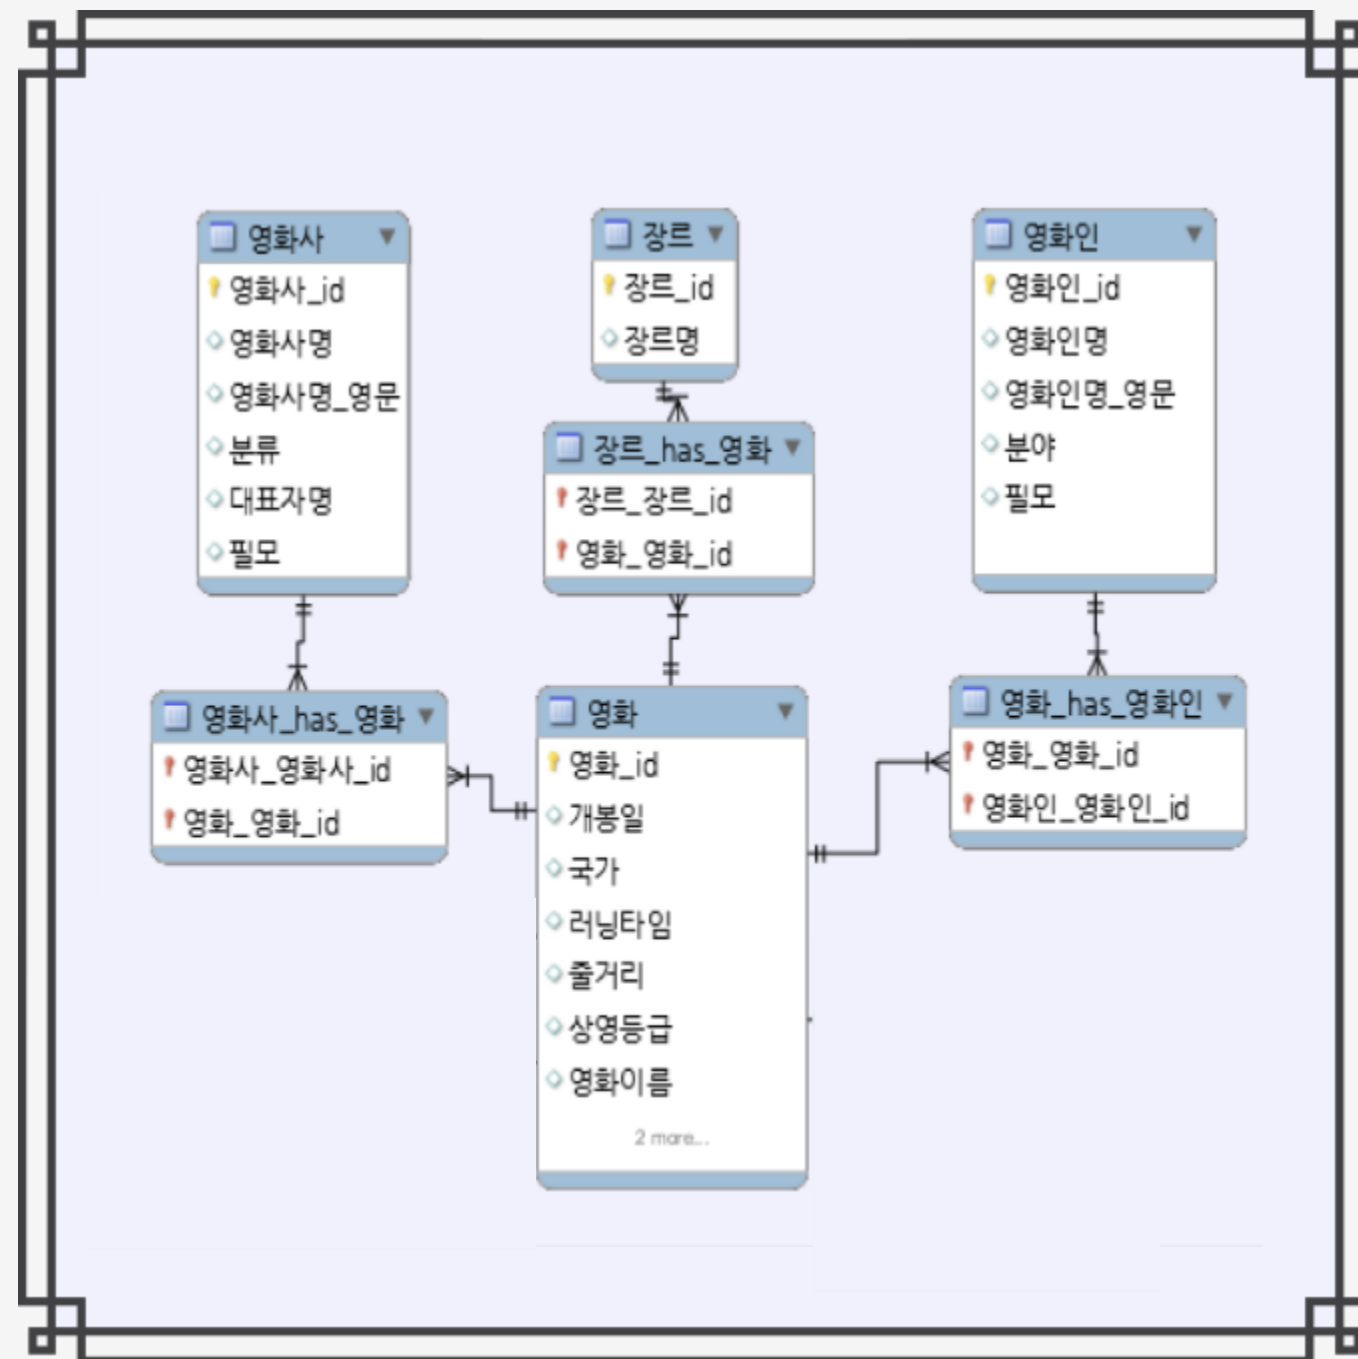 영화사
영화사_id
영화사명
영화사명_영문
분류
대표자명
필모
장르
장르_id
장르명
영화인
영화인_id
영화인명
영화인명_영문
분야
필모
장르_has_영화
장르_장르_id
영화_영화_id
영화사_has_영화
영화사_영화사_id
영화_영화_id
영화
영화_id
개봉일
국가
러닝타임
줄거리
상영등급
영화이름
2 more...
영화_has_영화인
영화_영화_id
영화인_영화인_id